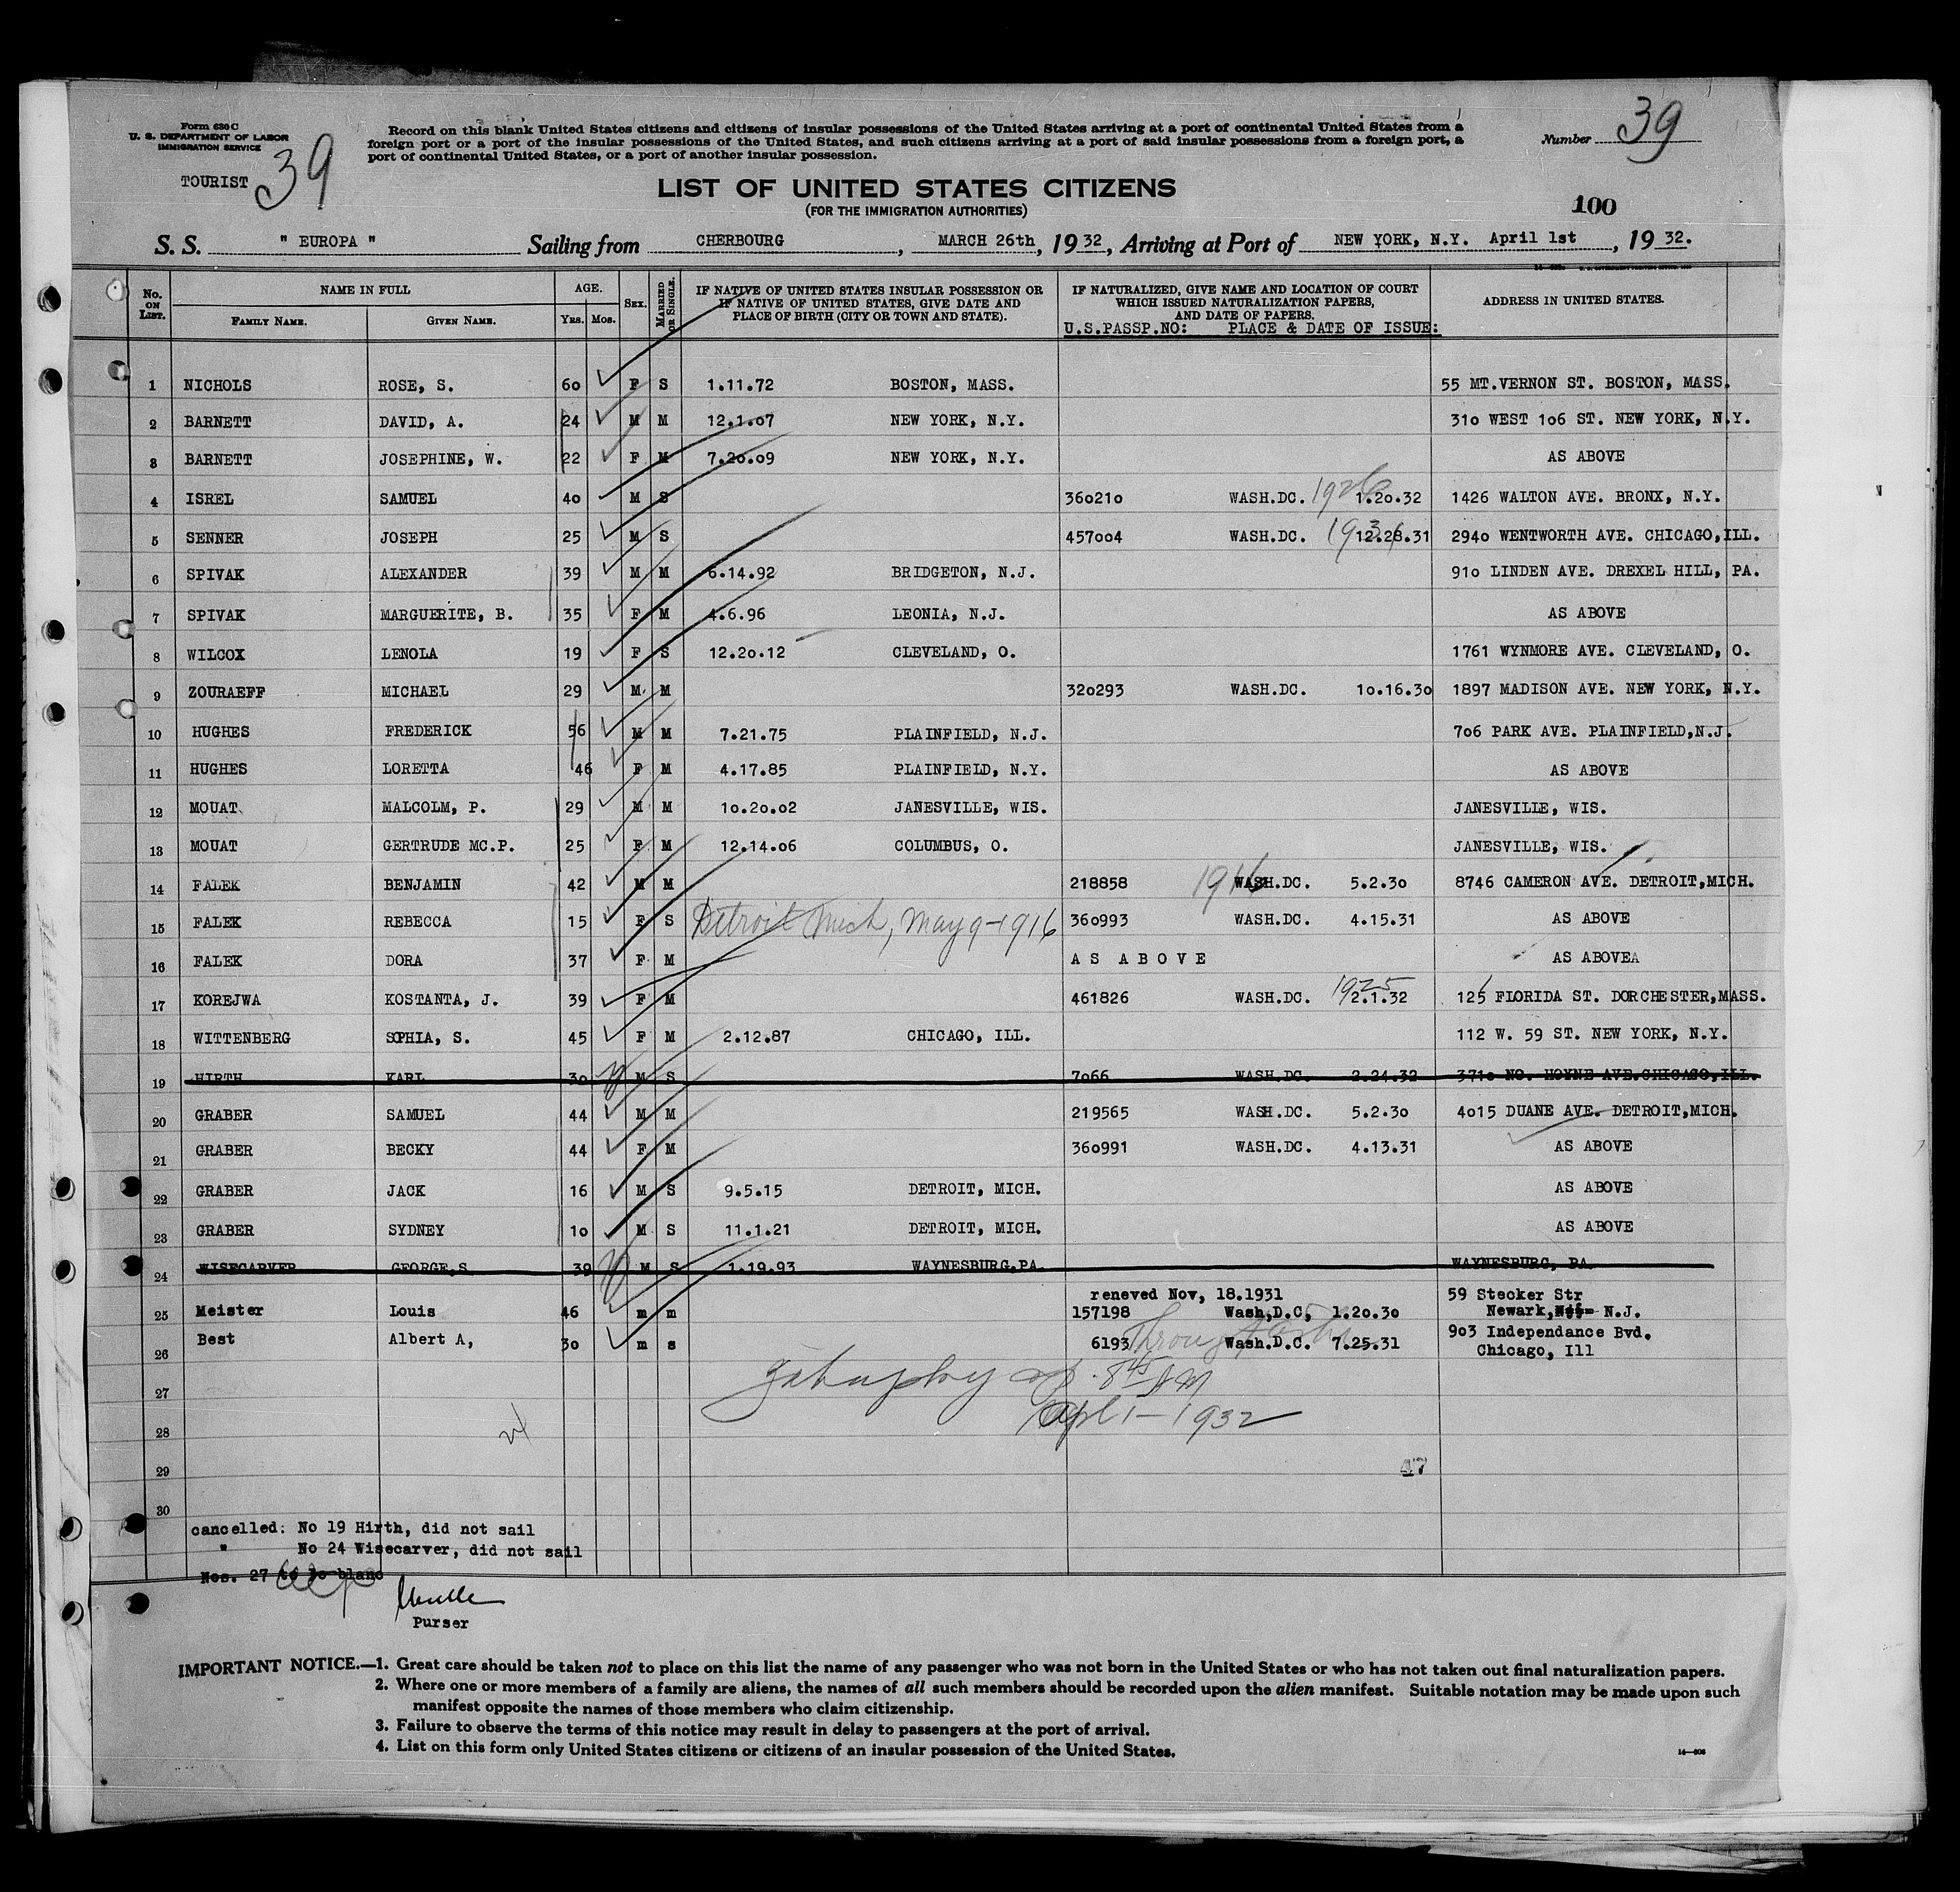 Form 630 C
U. S. DEPARTMENT OF LABOR
IMMIGRATION SERVICE
TOURIST
39
Record on this blank United States citizens and citizens of insular possessions of the United States arriving at a port of continental United States from a
foreign port or a port of the insular possessions of the United States, and such citizens arriving at a port of said insular possessions from a foreign port, a
port of continental United States, or a port of another insular possession.
Number 39
LIST OF UNITED STATES CITIZENS
(FOR THE IMMIGRATION AUTHORITIES)
100
S. S. " EUROPA " Sailing from CHERBOURG, MARCH 26th, 1932, Arriving at Port of NEW YORK, N.Y. April 1st, 1932.
No. ON LIST. NAME IN FULL FAMILY NAME. GIVEN NAME. AGE. Yrs. Mos. SEX. MARRIED OR SINGLE. IF NATIVE OF UNITED STATES INSULAR POSSESSION OR IF NATIVE OF UNITED STATES, GIVE DATE AND PLACE OF BIRTH (CITY OR TOWN AND STATE). IF NATURALIZED, GIVE NAME AND LOCATION OF COURT WHICH ISSUED NATURALIZATION PAPERS, AND DATE OF PAPERS. U.S.PASSP.NO: PLACE & DATE OF ISSUE: ADDRESS IN UNITED STATES.
1 NICHOLS ROSE, S. 60 F S 1.11.72 BOSTON, MASS. 55 MT.VERNON ST. BOSTON, MASS.
2 BARNETT DAVID, A. 24 M M 12.1.07 NEW YORK, N.Y. 310 WEST 106 ST. NEW YORK, N.Y.
3 BARNETT JOSEPHINE, W. 22 F M 7.20.09 NEW YORK, N.Y. AS ABOVE
4 ISREL SAMUEL 40 M S 360210 WASH.DC. 1926 1.20.32 1426 WALTON AVE. BRONX, N.Y.
5 SENNER JOSEPH 25 M S 457004 WASH.DC. 1931 12.28.31 2940 WENTWORTH AVE. CHICAGO,ILL.
6 SPIVAK ALEXANDER 39 M M 6.14.92 BRIDGETON, N.J. 910 LINDEN AVE. DREXEL HILL, PA.
7 SPIVAK MARGUERITE, B. 35 F M 4.6.96 LEONIA, N.J. AS ABOVE
8 WILCOX LENOLA 19 F S 12.20.12 CLEVELAND, O. 1761 WYNMORE AVE. CLEVELAND, O.
9 ZOURAEFF MICHAEL 29 M. M 320293 WASH.DC. 10.16.30 1897 MADISON AVE. NEW YORK, N.Y.
10 HUGHES FREDERICK 56 M M 7.21.75 PLAINFIELD, N.J. 706 PARK AVE. PLAINFIELD,N.J.
11 HUGHES LORETTA 46 F M 4.17.85 PLAINFIELD, N.Y. AS ABOVE
12 MOUAT MALCOLM, P. 29 M M 10.20.02 JANESVILLE, WIS. JANESVILLE, WIS.
13 MOUAT GERTRUDE MC.P. 25 F M 12.14.06 COLUMBUS, O. JANESVILLE, WIS.
14 FALEK BENJAMIN 42 M M 218858 1916 WASH.DC. 5.2.30 8746 CAMERON AVE. DETROIT,MICH.
15 FALEK REBECCA 15 F S Detroit Mich, May 9-1916 360993 WASH.DC. 4.15.31 AS ABOVE
16 FALEK DORA 37 F M AS ABOVE AS ABOVEA
17 KOREJWA KOSTANTA, J. 39 F M 461826 WASH.DC. 1925 2.1.32 125 FLORIDA ST. DORCHESTER,MASS.
18 WITTENBERG SOPHIA, S. 45 F M 2.12.87 CHICAGO, ILL. 112 W. 59 ST. NEW YORK, N.Y.
19 HIRTH KARL 30 M S 7066 WASH.DC. 2.24.32 3710 NO. HOYNE AVE.CHICAGO,ILL.
20 GRABER SAMUEL 44 M M 219565 WASH.DC. 5.2.30 4015 DUANE AVE. DETROIT,MICH.
21 GRABER BECKY 44 F M 360991 WASH.DC. 4.13.31 AS ABOVE
22 GRABER JACK 16 M S 9.5.15 DETROIT, MICH. AS ABOVE
23 GRABER SYDNEY 10 M S 11.1.21 DETROIT, MICH. AS ABOVE
24 WISECARVER GEORGE,S 39 M S 1.19.93 WAYNESBURG,PA. WAYNESBURG, PA.
reneved Nov, 18.1931 59 Stecker Str
25 Meister Louis 46 m m 157198 Wash,D.C, 1.20.30 Newark, N.J.
26 Best Albert A, 30 m s 6193 Wash.D.C. 7.25.31 903 Independance Bvd.
Chicago, Ill
27
8 45 AM
28
Apl 1-1932
29
47
30
cancelled: No 19 Hirth, did not sail
" No 24 Wisecarver, did not sail
Nos. 27 to 30 blanc
Purser
IMPORTANT NOTICE.—1. Great care should be taken not to place on this list the name of any passenger who was not born in the United States or who has not taken out final naturalization papers.
2. Where one or more members of a family are aliens, the names of all such members should be recorded upon the alien manifest. Suitable notation may be made upon such
manifest opposite the names of those members who claim citizenship.
3. Failure to observe the terms of this notice may result in delay to passengers at the port of arrival.
4. List on this form only United States citizens or citizens of an insular possession of the United States.